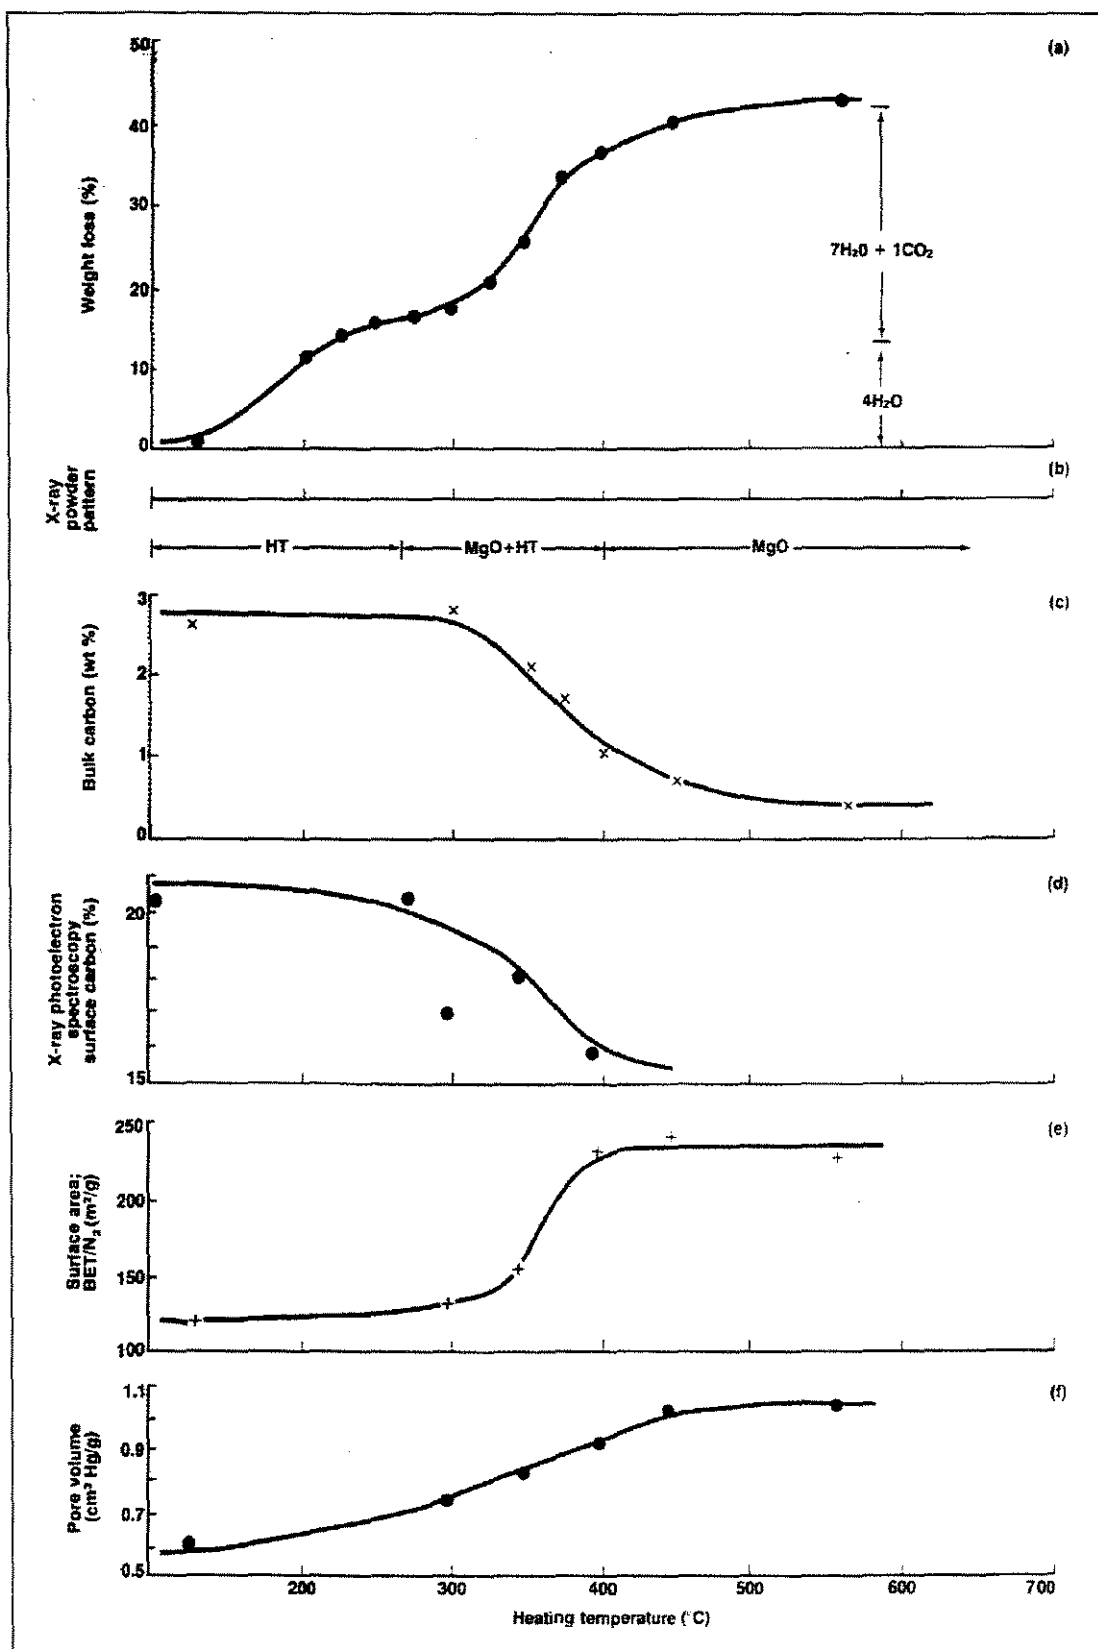 (a)
50
40
30
20
10
0
Weight loss (%)
7H₂0 + 1CO₂
4H₂O
(b)
X-ray
powder
pattern
HT
MgO+HT
MgO
(c)
3
2
1
0
Bulk carbon (wt %)
(d)
20
15
X-ray photoelectron
spectroscopy
surface carbon (%)
(e)
250
200
150
100
Surface area;
BET/N₂ (m²/g)
(f)
1.1
0.9
0.7
0.5
Pore volume
(cm³ Hg/g)
200 300 400 500 600 700
Heating temperature (°C)